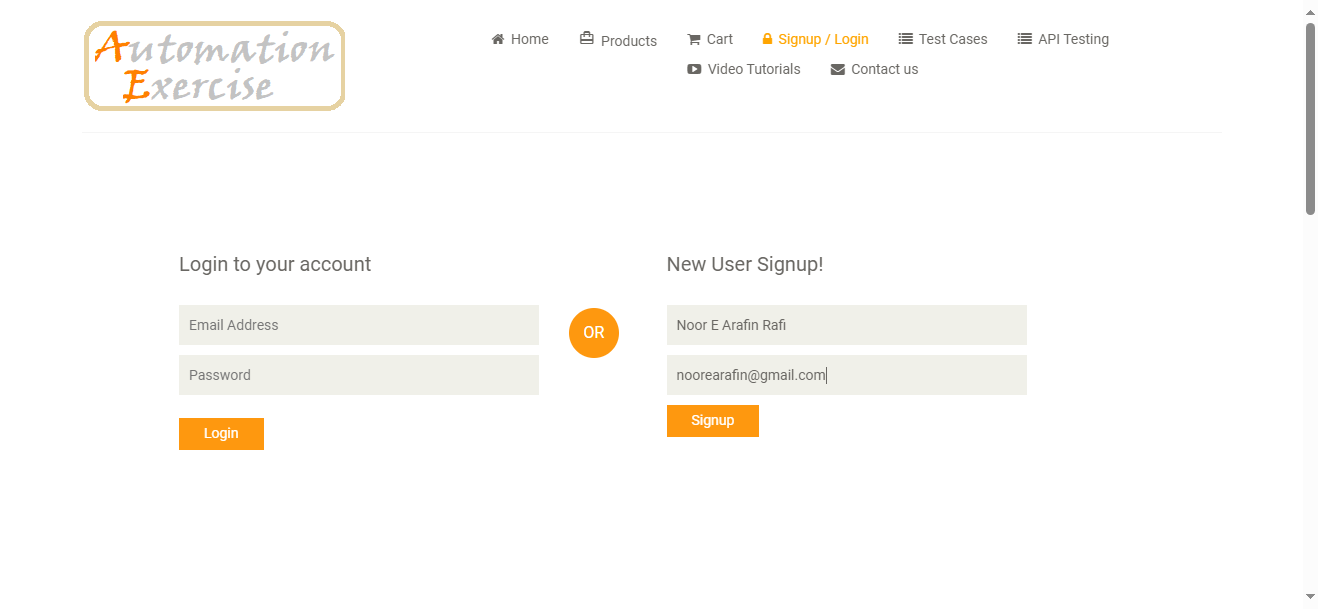 Automation
Exercise
Home Products Cart Signup / Login Test Cases API Testing
Video Tutorials Contact us
Login to your account
Email Address
Password
Login
OR
New User Signup!
Noor E Arafin Rafi
noorearafin@gmail.com
Signup